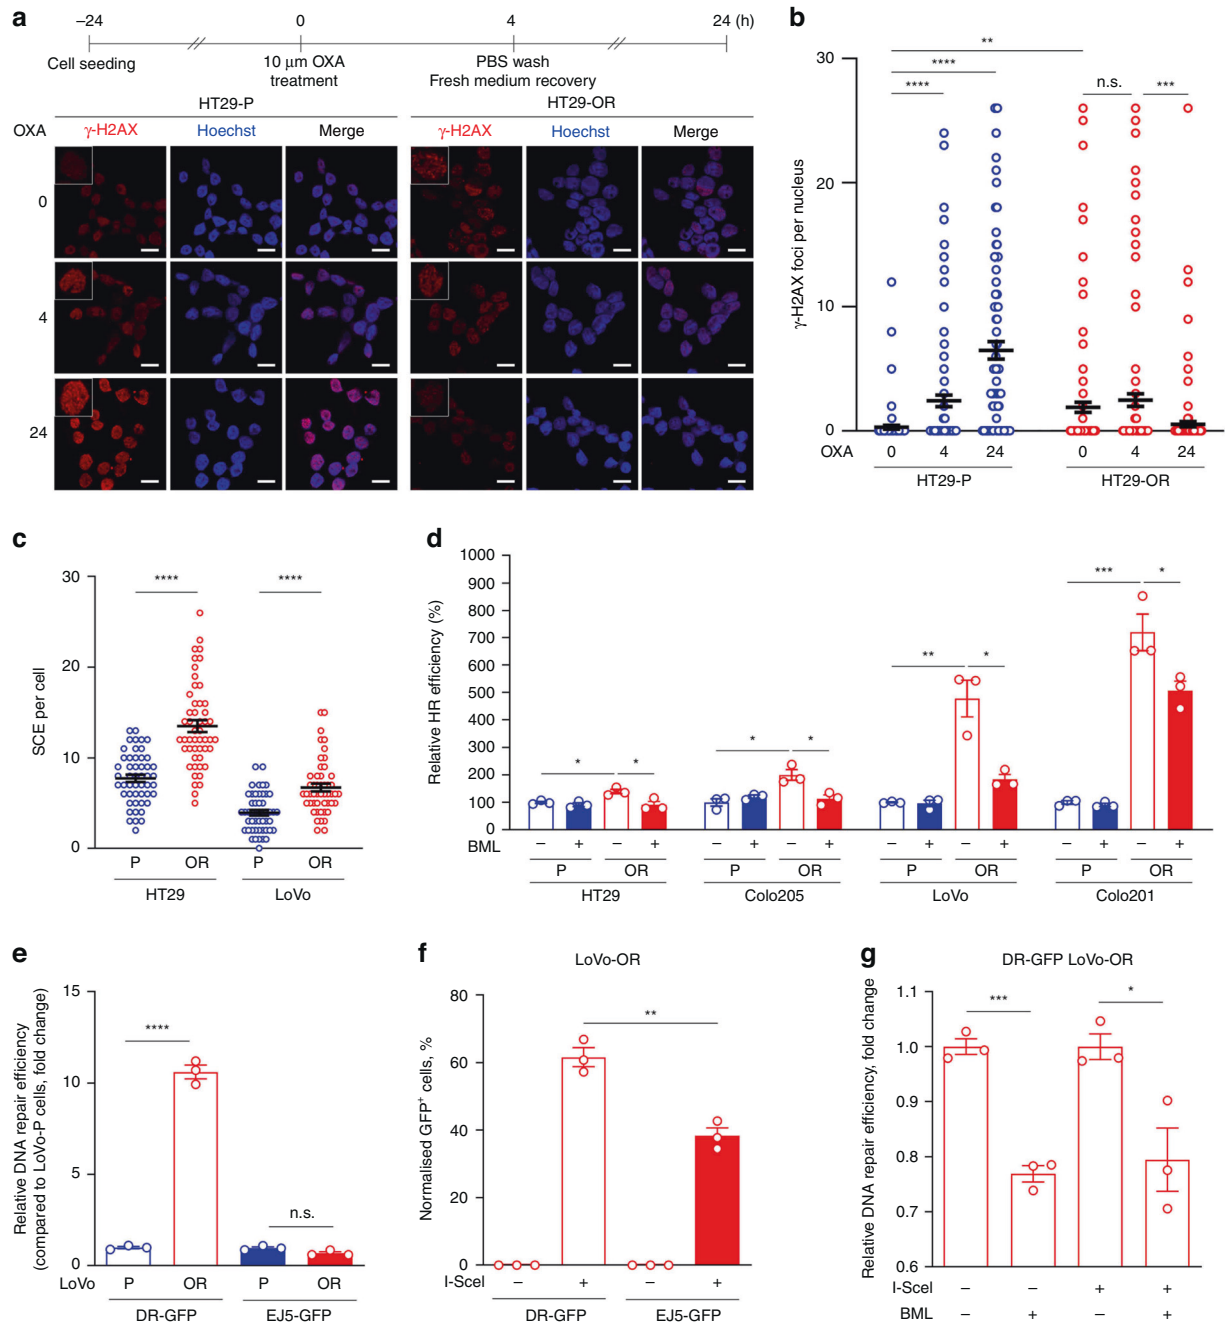 a
−24 0 4 24 (h)
Cell seeding 10 μm OXA treatment PBS wash Fresh medium recovery
HT29-P HT29-OR
OXA γ-H2AX Hoechst Merge γ-H2AX Hoechst Merge
0
4
24
b
γ-H2AX foci per nucleus
30
20
10
0
** **** **** n.s. ***
OXA 0 4 24 0 4 24
HT29-P HT29-OR
c
SCE per cell
30
20
10
0
**** ****
P OR P OR
HT29 LoVo
d
Relative HR efficiency (%)
1000
900
800
700
600
500
400
300
200
100
0
* * * * ** * *** *
BML − + − + − + − + − + − + − + − +
P OR P OR P OR P OR
HT29 Colo205 LoVo Colo201
e
Relative DNA repair efficiency
(compared to LoVo-P cells, fold change)
15
10
5
0
**** n.s.
LoVo P OR P OR
DR-GFP EJ5-GFP
f
LoVo-OR
Normalised GFP+ cells, %
80
60
40
20
0
**
I-SceI − + − +
DR-GFP EJ5-GFP
g
DR-GFP LoVo-OR
Relative DNA repair efficiency, fold change
1.1
1.0
0.9
0.8
0.7
0.6
*** *
I-SceI − − + +
BML − + − +